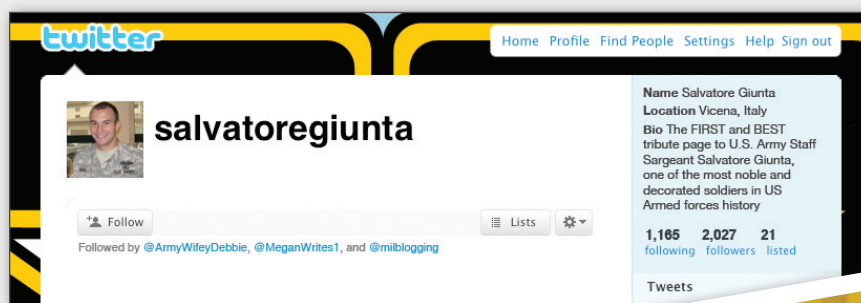 twitter
Home Profile Find People Settings Help Sign out
salvatoregiunta
Follow
Lists
Followed by @ArmyWifeyDebbie, @MeganWrites1, and @milblogging
Name Salvatore Giunta
Location Vicena, Italy
Bio The FIRST and BEST
tribute page to U.S. Army Staff
Sargeant Salvatore Giunta,
one of the most noble and
decorated soldiers in US
Armed forces history
1,165 2,027 21
following followers listed
Tweets